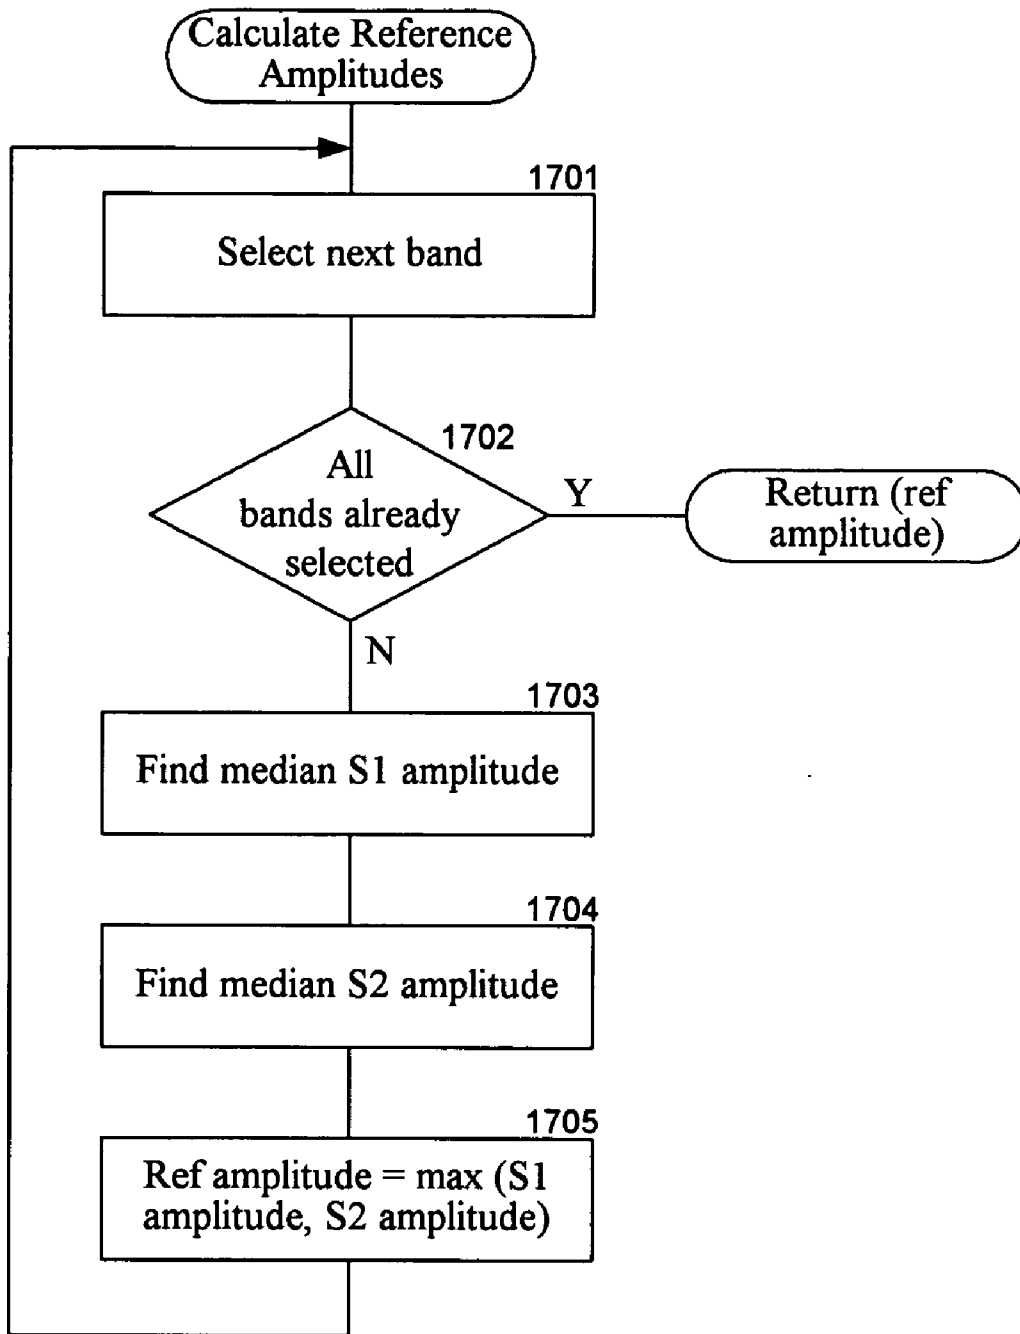 Calculate Reference
Amplitudes
1701
Select next band
1702
All
bands already
selected
Y
Return (ref
amplitude)
N
1703
Find median S1 amplitude
1704
Find median S2 amplitude
1705
Ref amplitude = max (S1
amplitude, S2 amplitude)